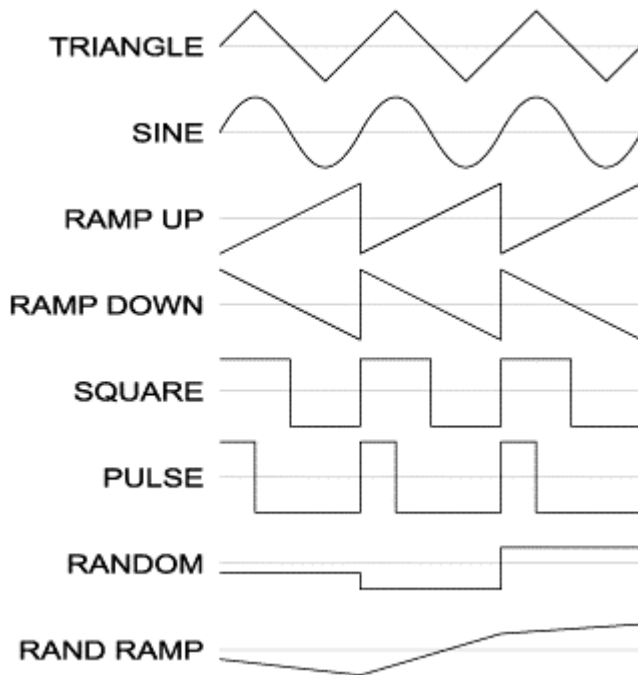 TRIANGLE
SINE
RAMP UP
RAMP DOWN
SQUARE
PULSE
RANDOM
RAND RAMP